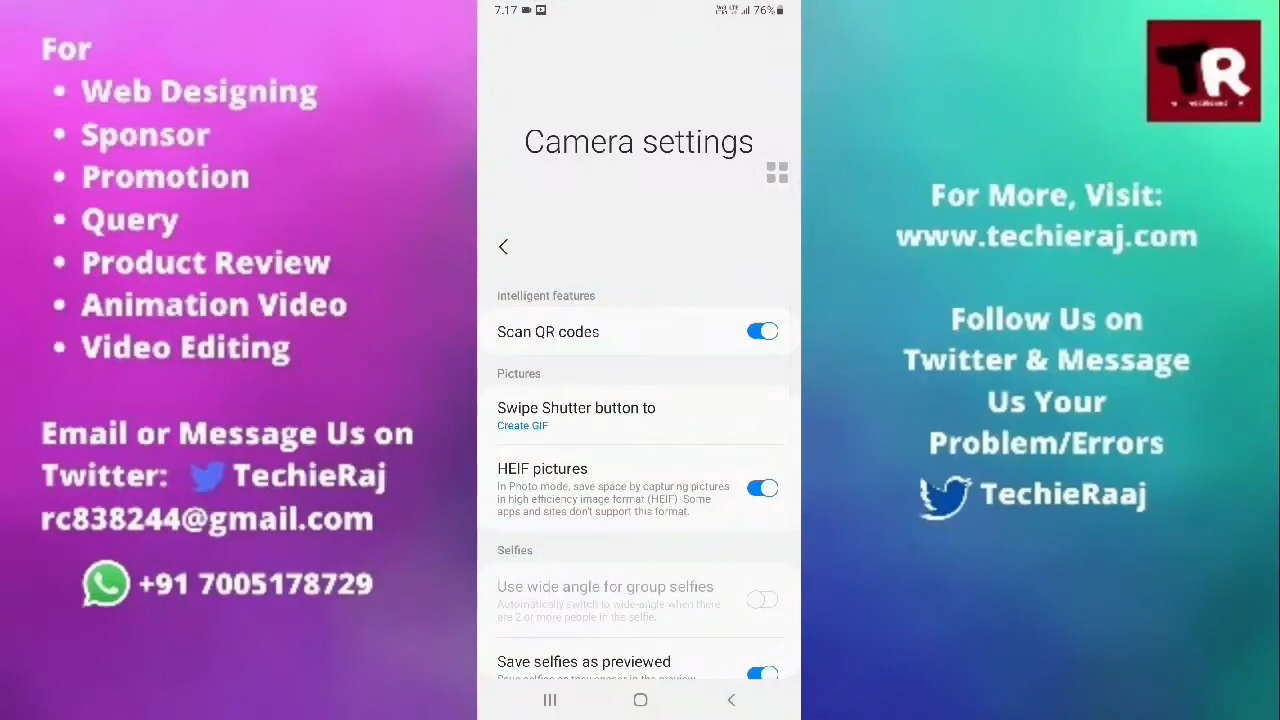 For
• Web Designing
• Sponsor
• Promotion
• Query
• Product Review
• Animation Video
• Video Editing
Email or Message Us on
Twitter: TechieRaj
rc838244@gmail.com
+91 7005178729
7:17
76%
Camera settings
Intelligent features
Scan QR codes
Pictures
Swipe Shutter button to
Create GIF
HEIF pictures
In Photo mode, save space by capturing pictures
in high efficiency image format (HEIF). Some
apps and sites don't support this format.
Selfies
Use wide angle for group selfies
Automatically switch to wide-angle when there
are 2 or more people in the selfie.
Save selfies as previewed
TR
For More, Visit:
www.techieraj.com
Follow Us on
Twitter & Message
Us Your
Problem/Errors
TechieRaaj